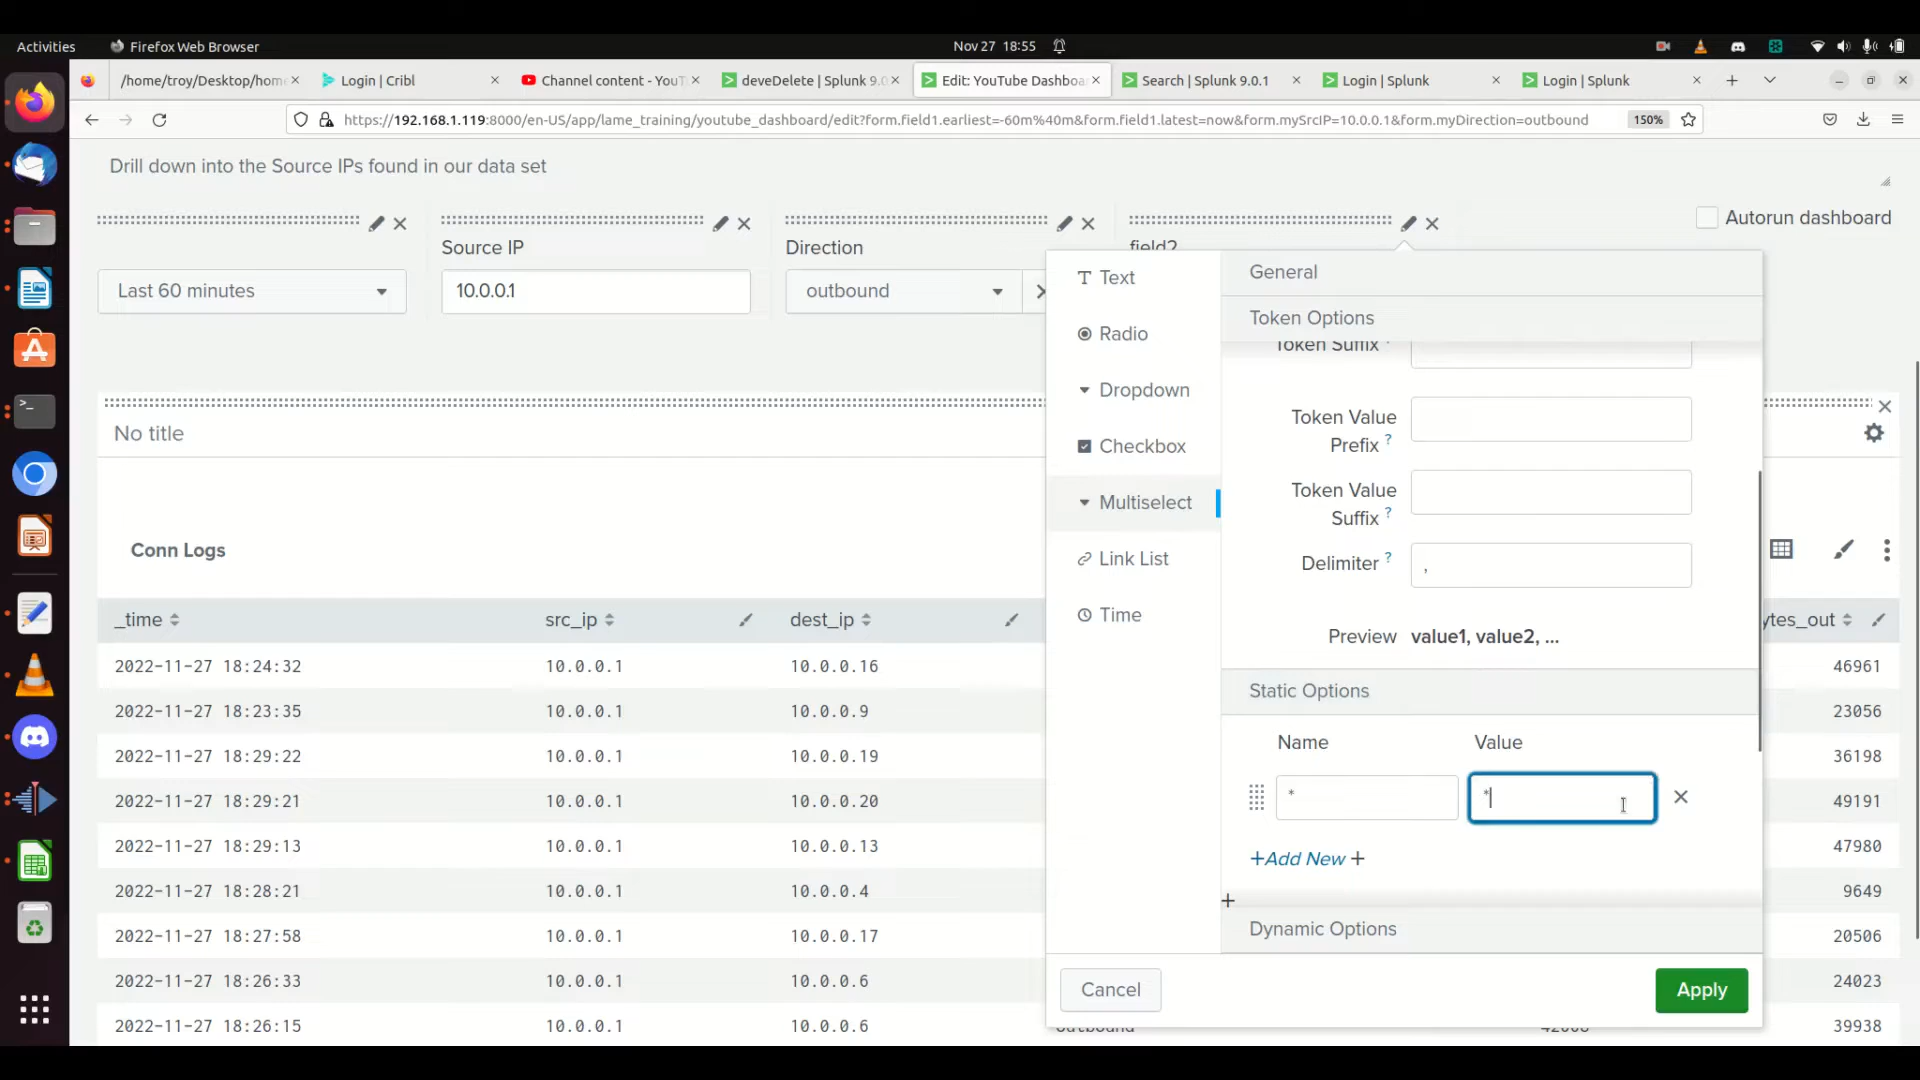 Activities
Firefox Web Browser
Nov 27 18:55
/home/troy/Desktop/hom
Login | Cribl
Channel content - YouT
deveDelete | Splunk 9.0
Edit: YouTube Dashboa
Search | Splunk 9.0.1
Login | Splunk
Login | Splunk
https://192.168.1.119:8000/en-US/app/lame_training/youtube_dashboard/edit?form.field1.earliest=-60m%40m&form.field1.latest=now&form.mySrcIP=10.0.0.1&form.myDirection=outbound
150%
Drill down into the Source IPs found in our data set
Autorun dashboard
Source IP
Direction
field2
Last 60 minutes
10.0.0.1
outbound
Text
Radio
Dropdown
Checkbox
Multiselect
Link List
Time
General
Token Options
Token Suffix ?
Token Value
Prefix ?
Token Value
Suffix ?
Delimiter ?
,
Preview value1, value2, ...
Static Options
Name Value
* *
+Add New +
+
Dynamic Options
Cancel
Apply
No title
Conn Logs
_time src_ip dest_ip ytes_out
2022-11-27 18:24:32 10.0.0.1 10.0.0.16 46961
2022-11-27 18:23:35 10.0.0.1 10.0.0.9 23056
2022-11-27 18:29:22 10.0.0.1 10.0.0.19 36198
2022-11-27 18:29:21 10.0.0.1 10.0.0.20 49191
2022-11-27 18:29:13 10.0.0.1 10.0.0.13 47980
2022-11-27 18:28:21 10.0.0.1 10.0.0.4 9649
2022-11-27 18:27:58 10.0.0.1 10.0.0.17 20506
2022-11-27 18:26:33 10.0.0.1 10.0.0.6 24023
2022-11-27 18:26:15 10.0.0.1 10.0.0.6 outbound 39938